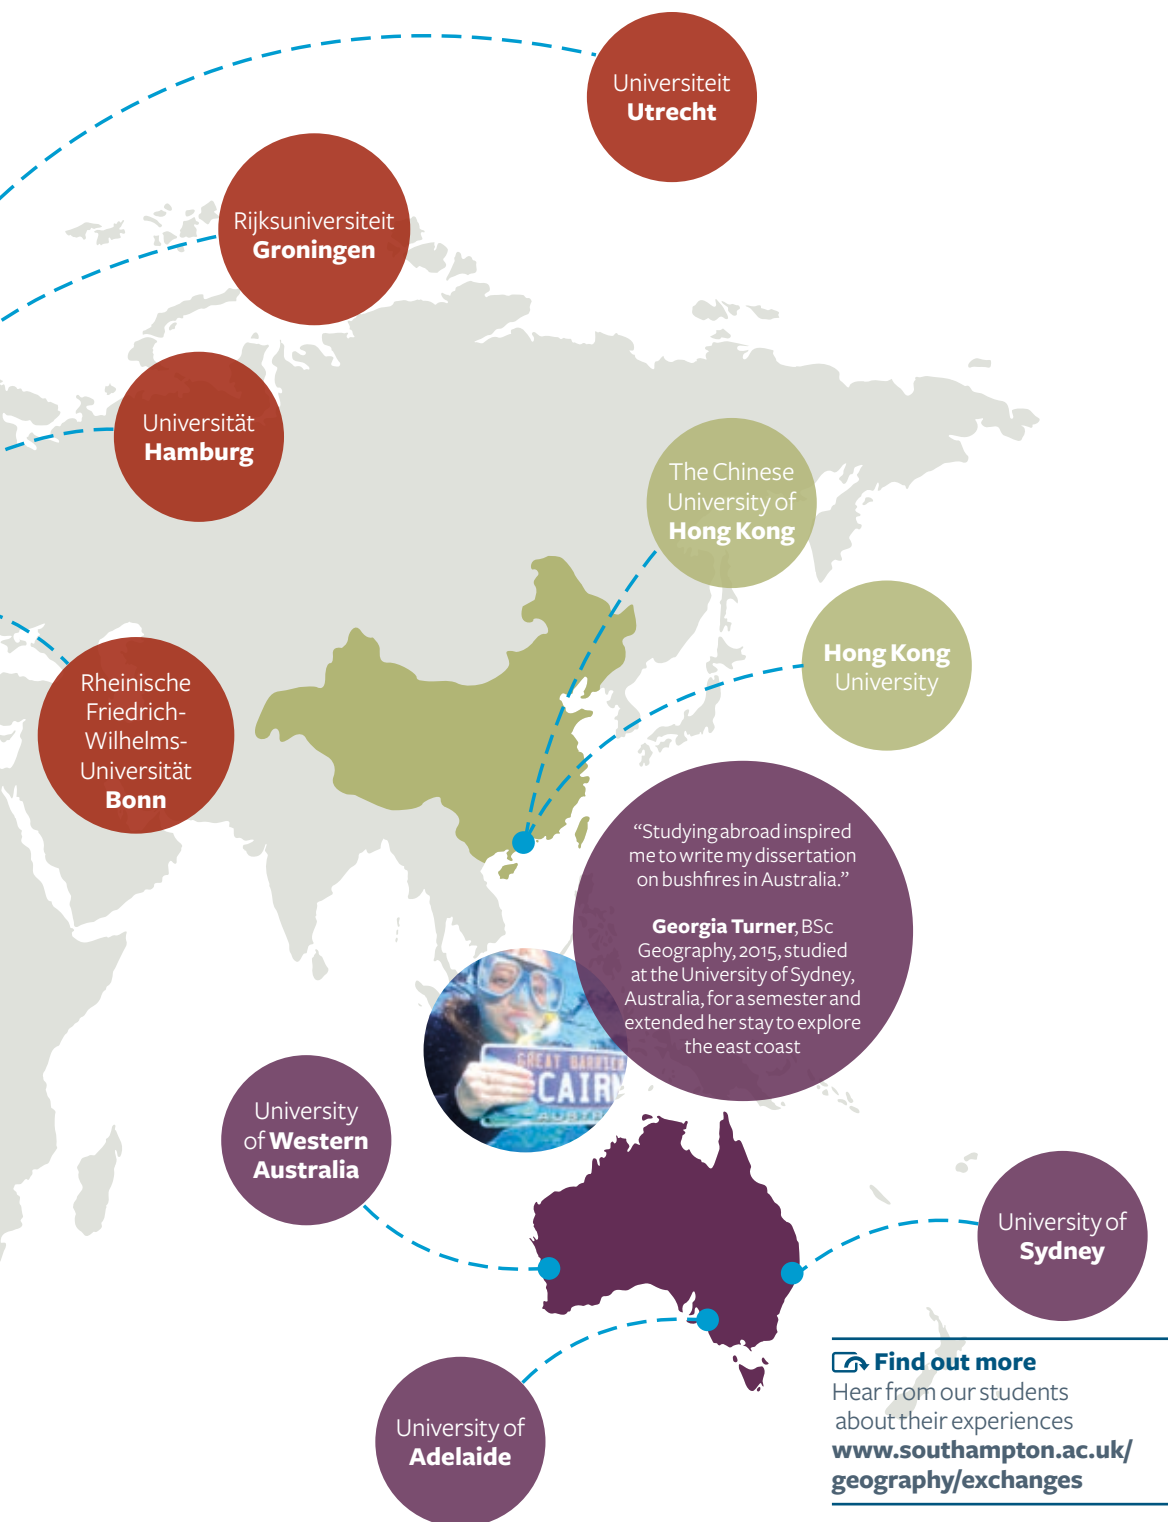 Universiteit
Utrecht
Rijksuniversiteit
Groningen
Universität
Hamburg
The Chinese
University of
Hong Kong
Hong Kong
University
Rheinische
Friedrich-
Wilhelms-
Universität
Bonn
“Studying abroad inspired
me to write my dissertation
on bushfires in Australia.”
Georgia Turner, BSc
Geography, 2015, studied
at the University of Sydney,
Australia, for a semester and
extended her stay to explore
the east coast
GREAT BARRIER
CAIRN
University
of Western
Australia
University of
Sydney
University of
Adelaide
Find out more
Hear from our students
about their experiences
www.southampton.ac.uk/
geography/exchanges